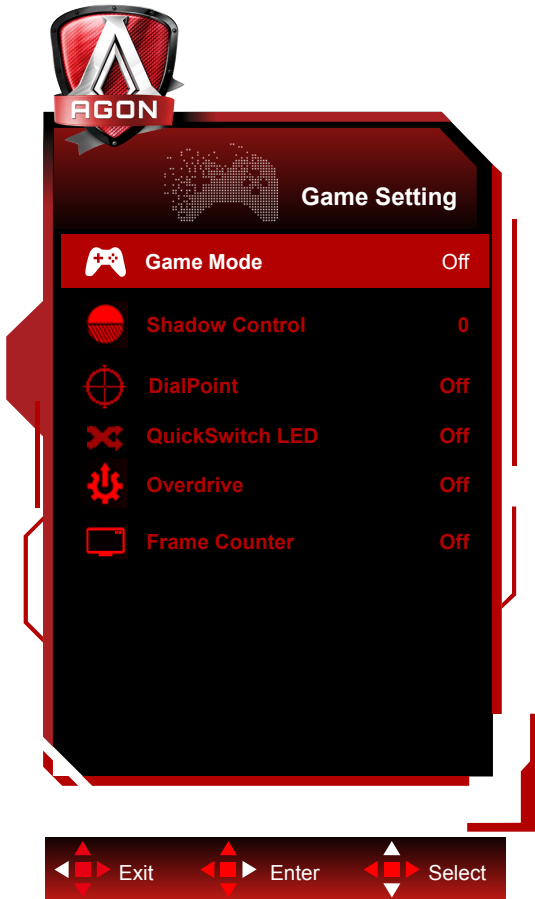 AGON
Game Setting
Game Mode Off
Shadow Control 0
DialPoint Off
QuickSwitch LED Off
Overdrive Off
Frame Counter Off
Exit Enter Select